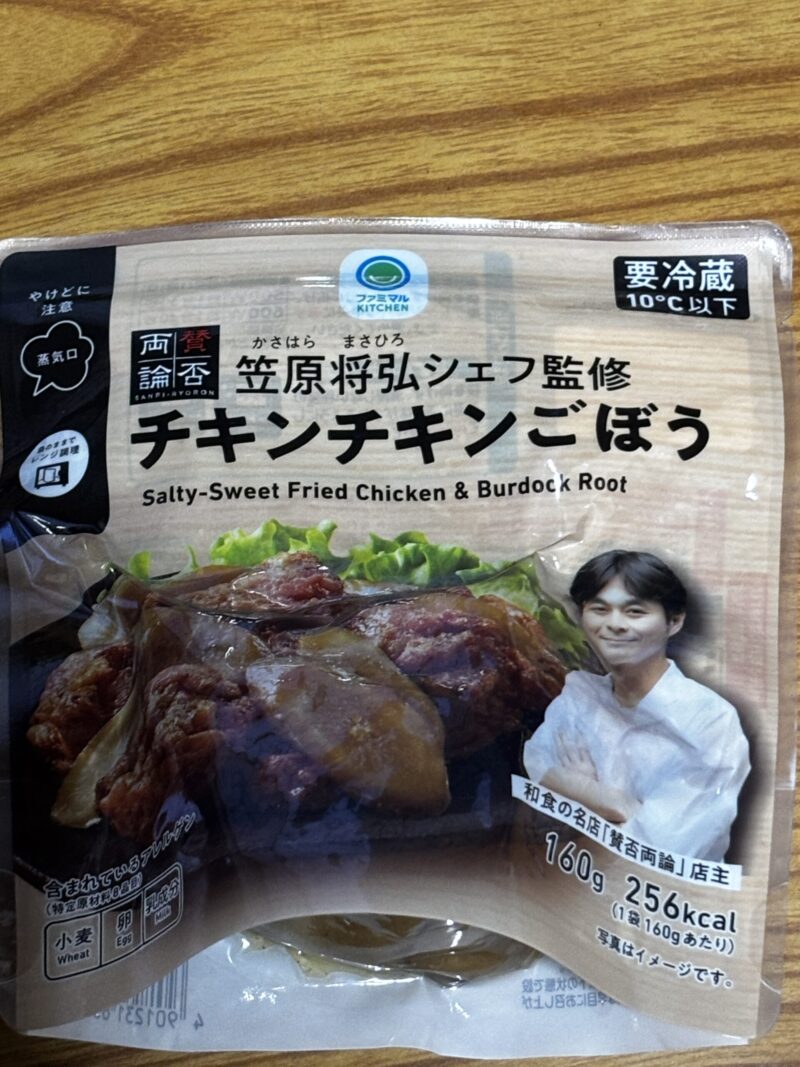 やけどに
注意
蒸気口
袋のままで
レンジ調理
ファミマル
KITCHEN
要冷蔵
10℃以下
賛否
両論
SANPI-RYORON
かさはら まさひろ
笠原将弘シェフ監修
チキンチキンごぼう
Salty-Sweet Fried Chicken & Burdock Root
和食の名店「賛否両論」店主
160g 256kcal
(1袋160gあたり)
写真はイメージです。
含まれているアレルゲン
(特定原材料8品目)
小麦 卵 乳成分
Wheat Egg Milk
4 901231